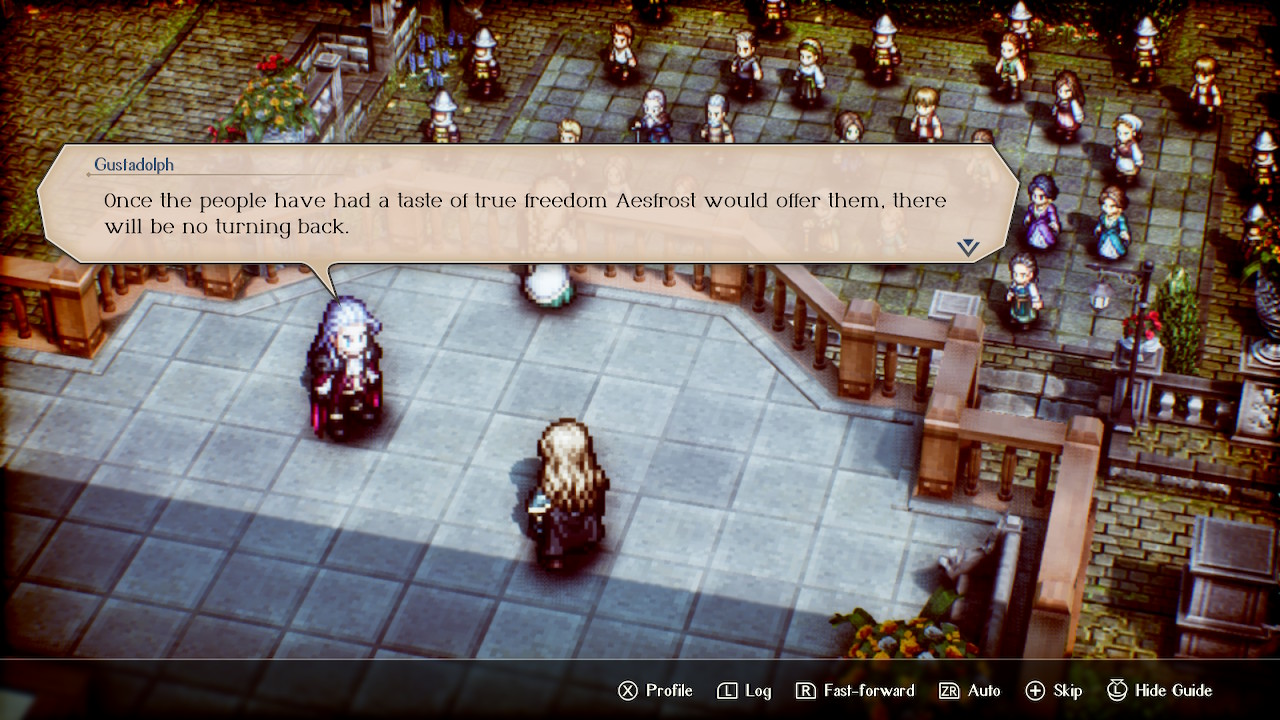 Gustadolph
Once the people have had a taste of true freedom Aesfrost would offer them, there
will be no turning back.
X Profile L Log R Fast-forward ZR Auto + Skip L Hide Guide